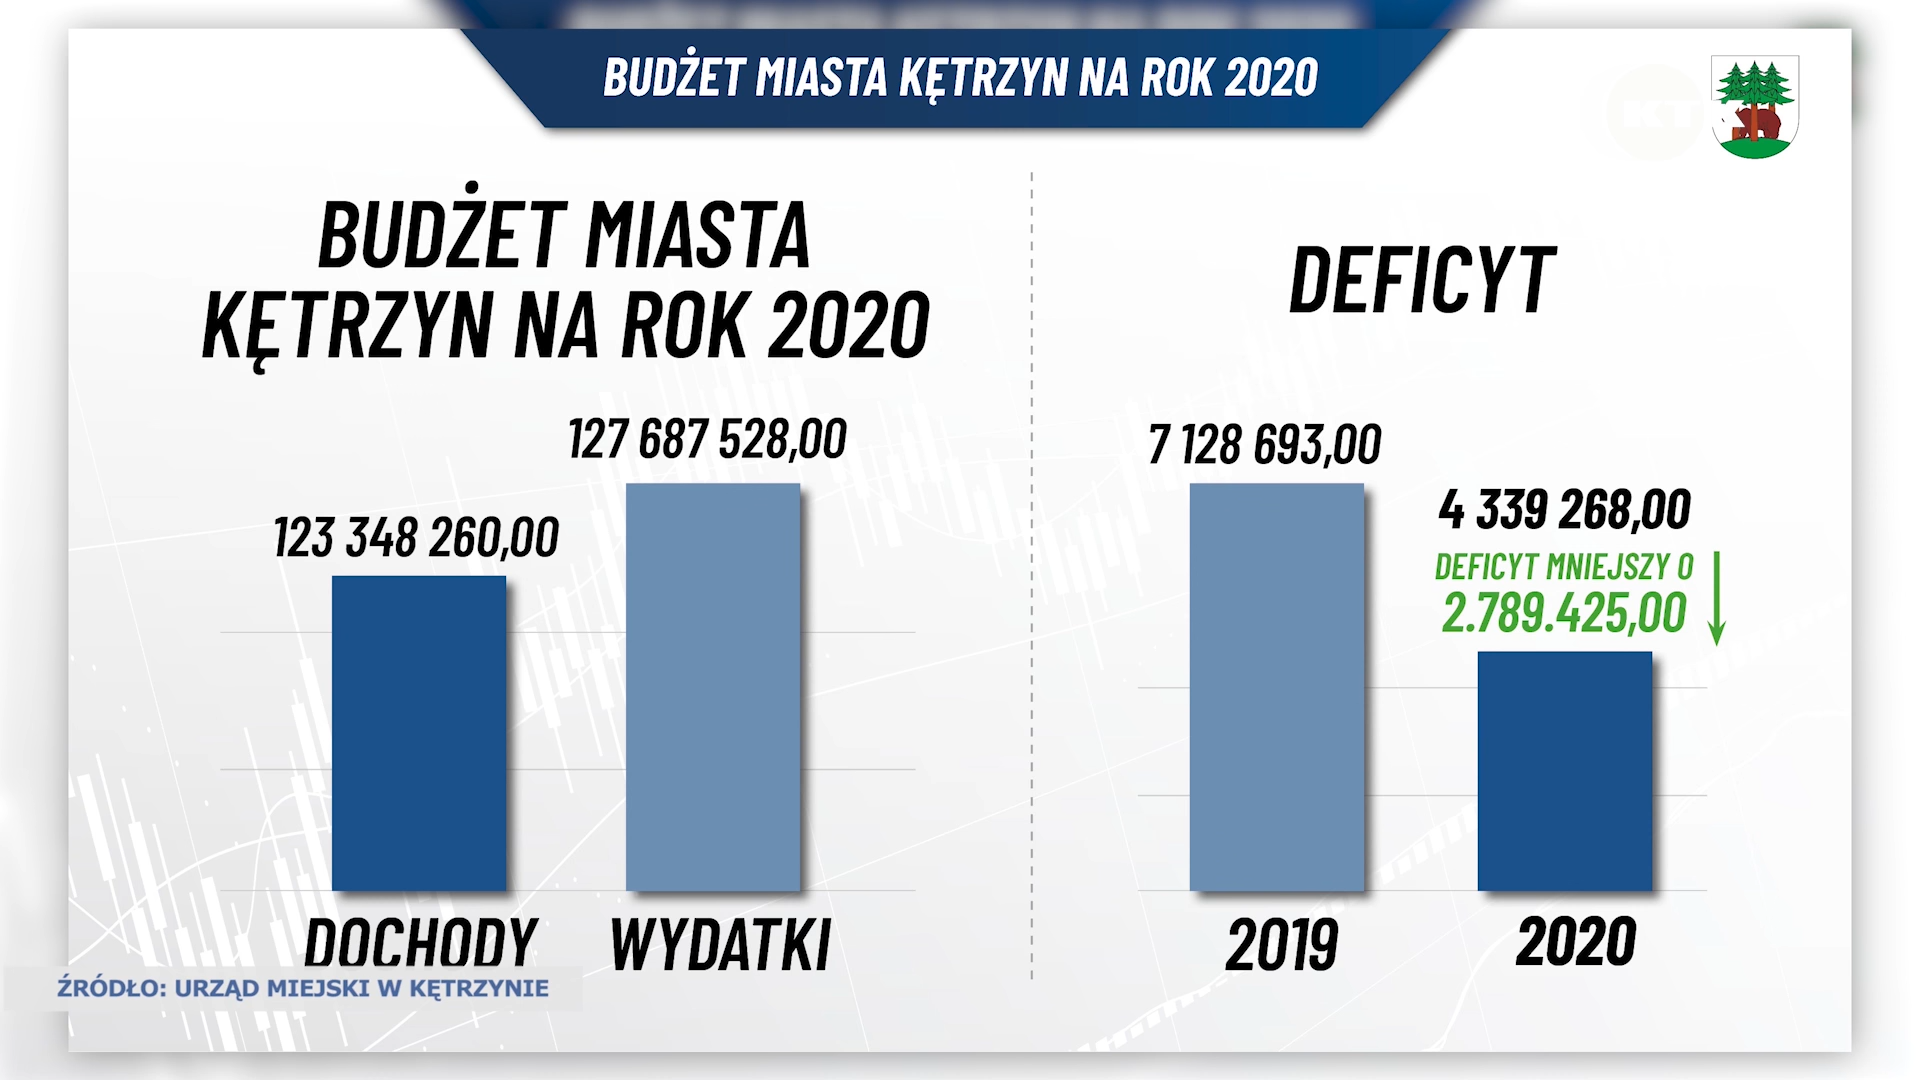 BUDŻET MIASTA KĘTRZYN NA ROK 2020
BUDŻET MIASTA
KĘTRZYN NA ROK 2020
123 348 260,00
127 687 528,00
DOCHODY
WYDATKI
DEFICYT
7 128 693,00
4 339 268,00
DEFICYT MNIEJSZY O
2.789.425,00
2019
2020
ŹRÓDŁO: URZĄD MIEJSKI W KĘTRZYNIE